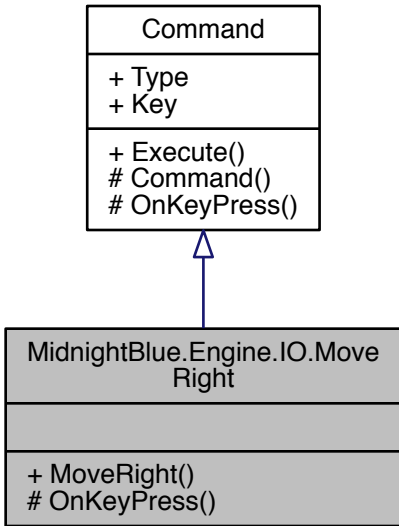 Command
+ Type
+ Key
+ Execute()
# Command()
# OnKeyPress()
MidnightBlue.Engine.IO.Move
Right
+ MoveRight()
# OnKeyPress()